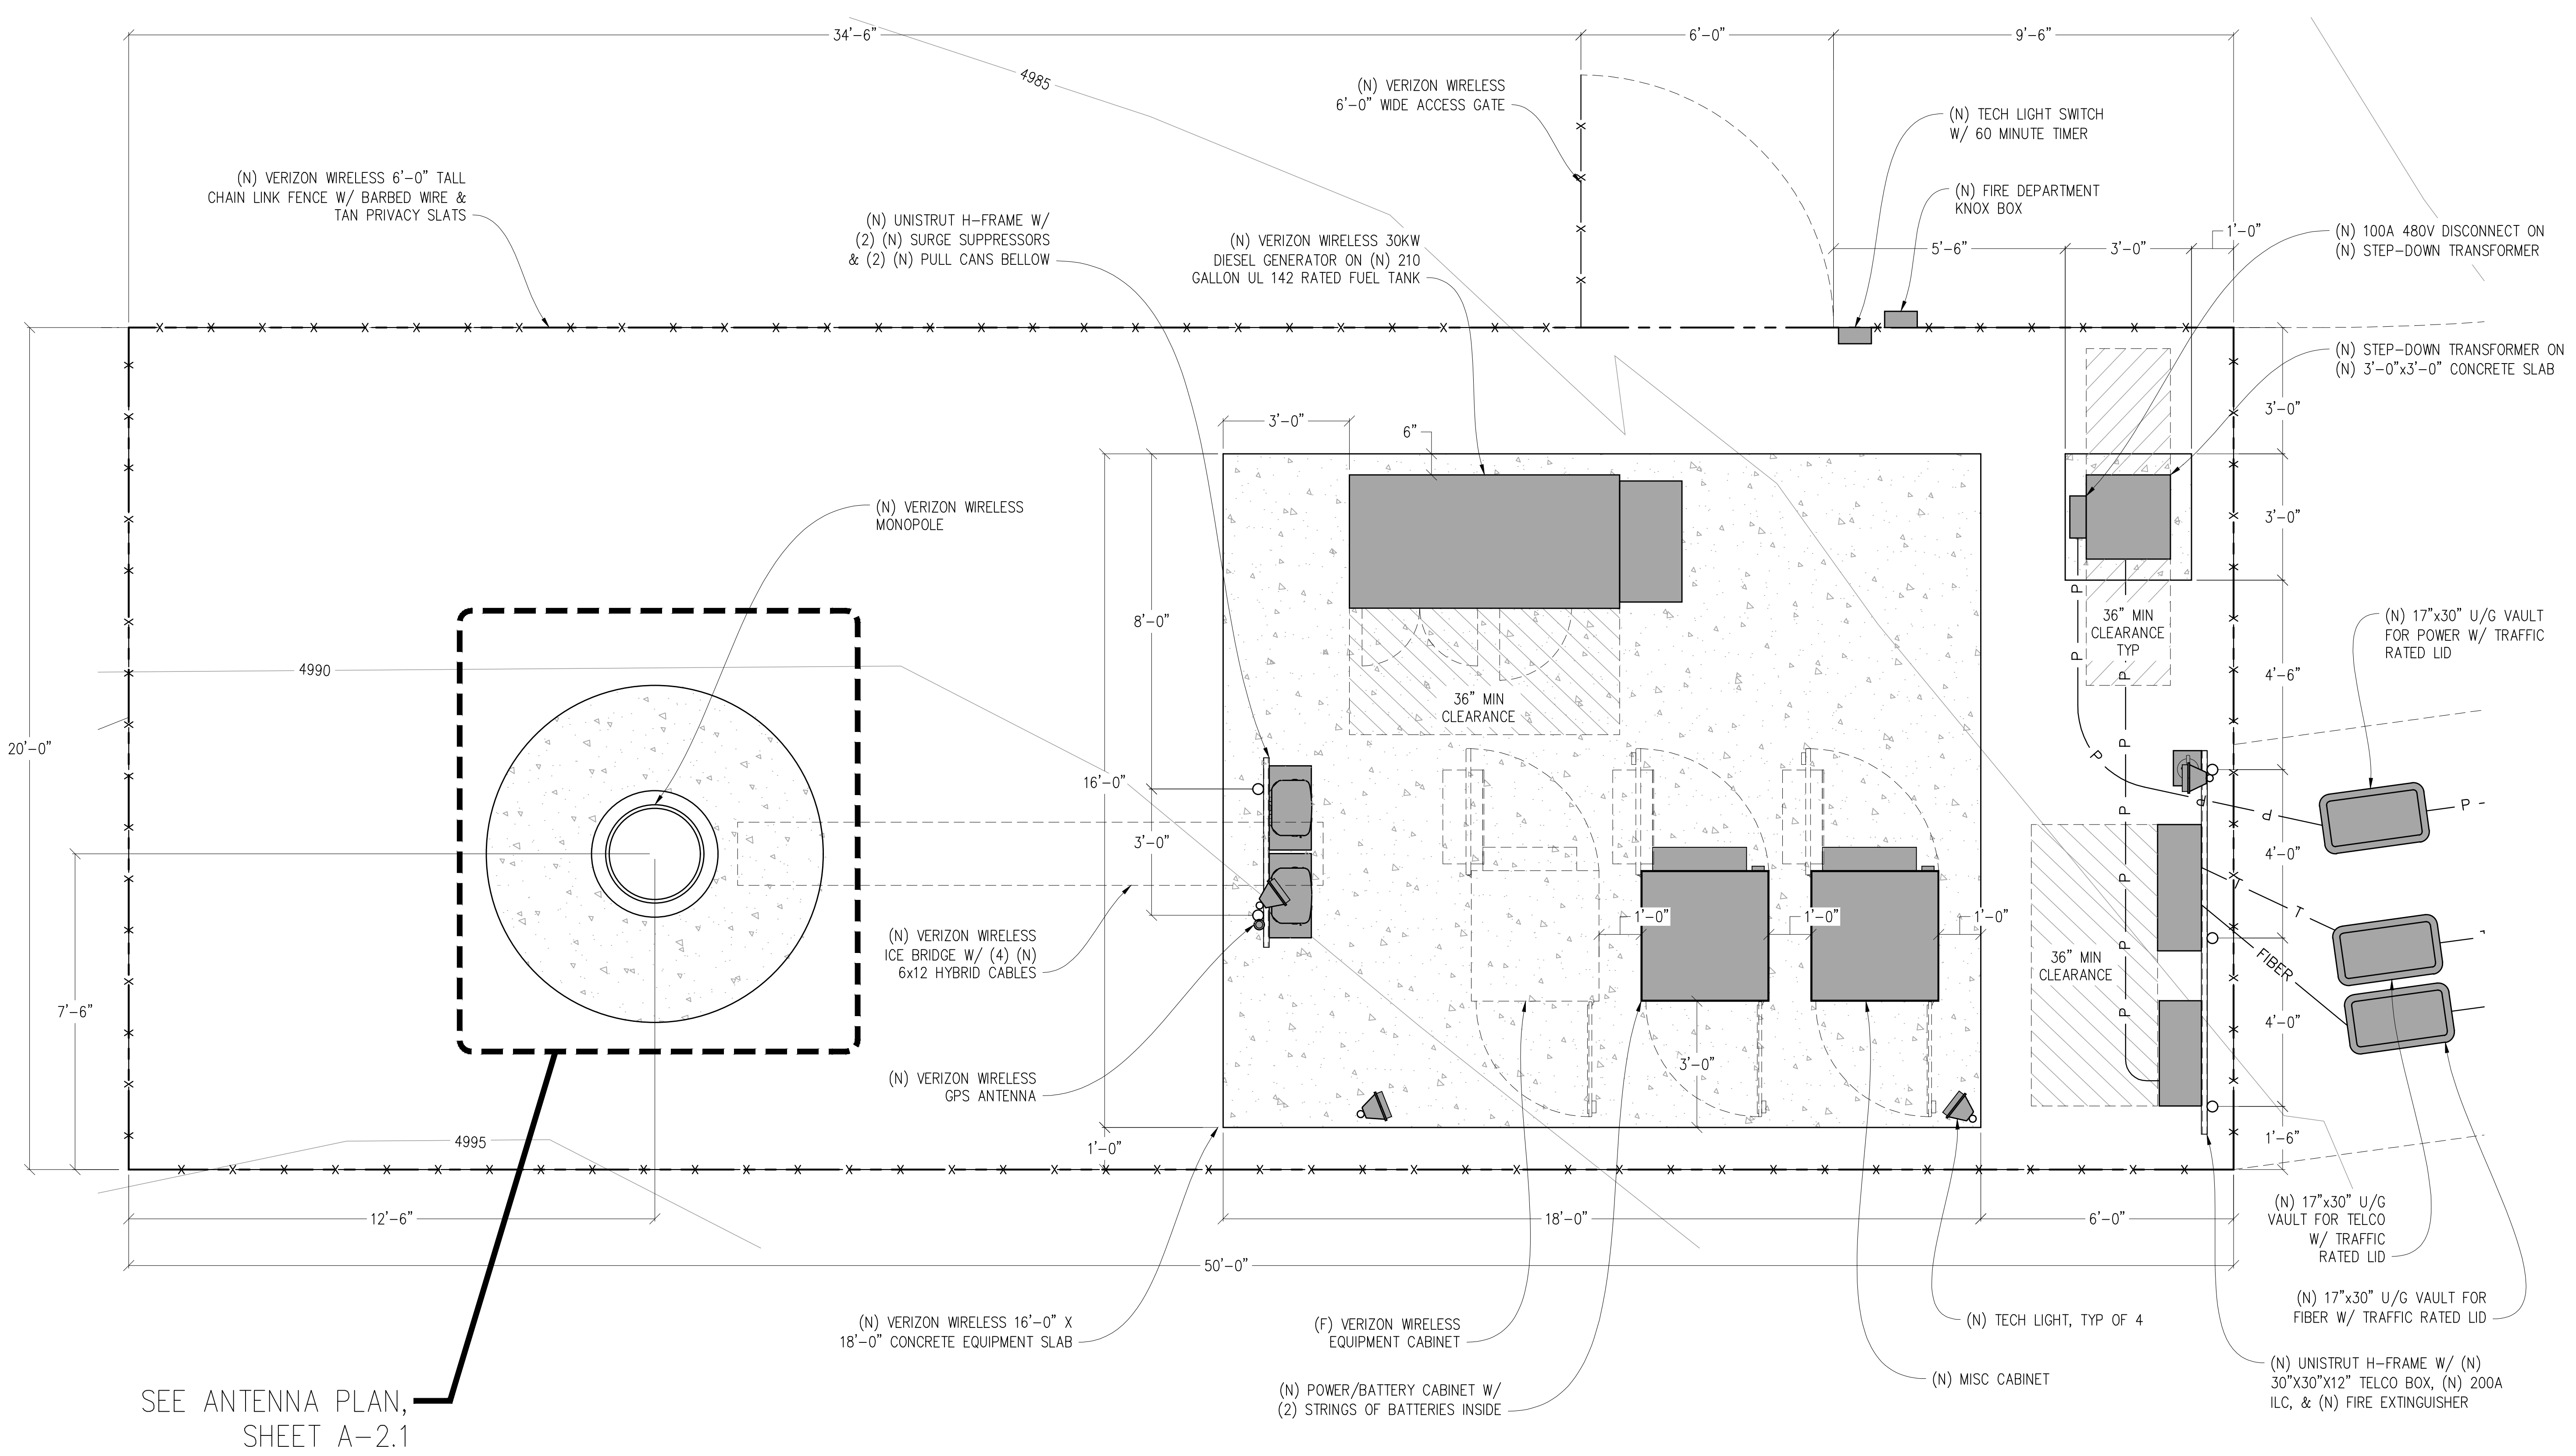 34'-6"
6'-0"
9'-6"
4985
(N) VERIZON WIRELESS
6'-0" WIDE ACCESS GATE
(N) TECH LIGHT SWITCH
W/ 60 MINUTE TIMER
(N) VERIZON WIRELESS 6'-0" TALL
CHAIN LINK FENCE W/ BARBED WIRE &
TAN PRIVACY SLATS
(N) FIRE DEPARTMENT
KNOX BOX
(N) UNISTRUT H-FRAME W/
(2) (N) SURGE SUPPRESSORS
& (2) (N) PULL CANS BELLOW
(N) VERIZON WIRELESS 30KW
DIESEL GENERATOR ON (N) 210
GALLON UL 142 RATED FUEL TANK
5'-6"
3'-0"
1'-0"
(N) 100A 480V DISCONNECT ON
(N) STEP-DOWN TRANSFORMER
(N) STEP-DOWN TRANSFORMER ON
(N) 3'-0"x3'-0" CONCRETE SLAB
3'-0"
3'-0"
6"
(N) VERIZON WIRELESS
MONOPOLE
3'-0"
P
P
P
36" MIN
CLEARANCE
TYP
8'-0"
(N) 17"x30" U/G VAULT
FOR POWER W/ TRAFFIC
RATED LID
4990
4'-6"
36" MIN
CLEARANCE
P
P
P
P
20'-0"
16'-0"
P
P
P
P
3'-0"
4'-0"
P
T
1'-0"
1'-0"
1'-0"
T
T
(N) VERIZON WIRELESS
ICE BRIDGE W/ (4) (N)
6x12 HYBRID CABLES
P
36" MIN
CLEARANCE
FIBER
7'-6"
P
4'-0"
3'-0"
(N) VERIZON WIRELESS
GPS ANTENNA
4995
1'-0"
1'-6"
12'-6"
18'-0"
6'-0"
(N) 17"x30" U/G
VAULT FOR TELCO
W/ TRAFFIC
RATED LID
50'-0"
(N) 17"x30" U/G VAULT FOR
FIBER W/ TRAFFIC RATED LID
(N) VERIZON WIRELESS 16'-0" X
18'-0" CONCRETE EQUIPMENT SLAB
(F) VERIZON WIRELESS
EQUIPMENT CABINET
(N) TECH LIGHT, TYP OF 4
(N) UNISTRUT H-FRAME W/ (N)
30"X30"X12" TELCO BOX, (N) 200A
ILC, & (N) FIRE EXTINGUISHER
(N) POWER/BATTERY CABINET W/
(2) STRINGS OF BATTERIES INSIDE
(N) MISC CABINET
SEE ANTENNA PLAN,
SHEET A-2.1